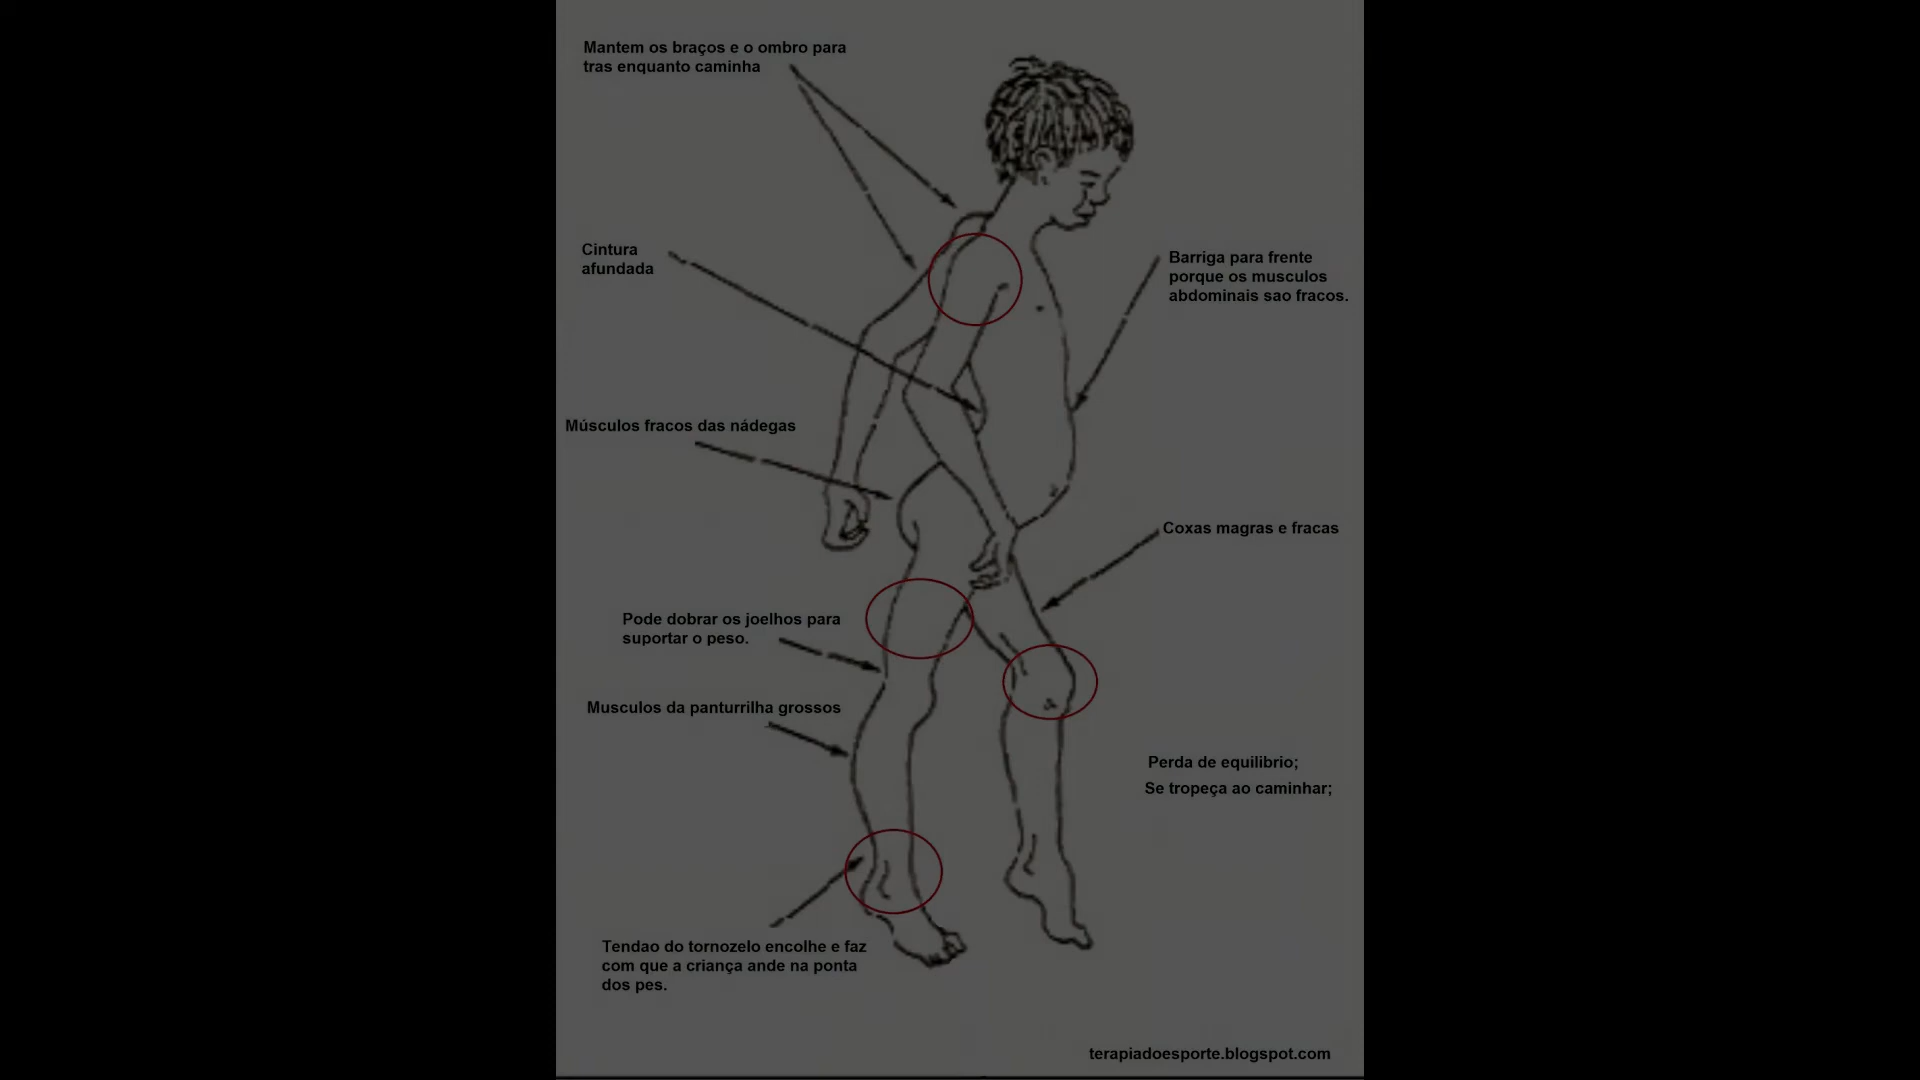 Mantem os braços e o ombro para
tras enquanto caminha
Cintura
afundada
Barriga para frente
porque os musculos
abdominais sao fracos.
Músculos fracos das nádegas
Coxas magras e fracas
Pode dobrar os joelhos para
suportar o peso.
Musculos da panturrilha grossos
Perda de equilibrio;
Se tropeça ao caminhar;
Tendao do tornozelo encolhe e faz
com que a criança ande na ponta
dos pes.
terapiadoesporte.blogspot.com